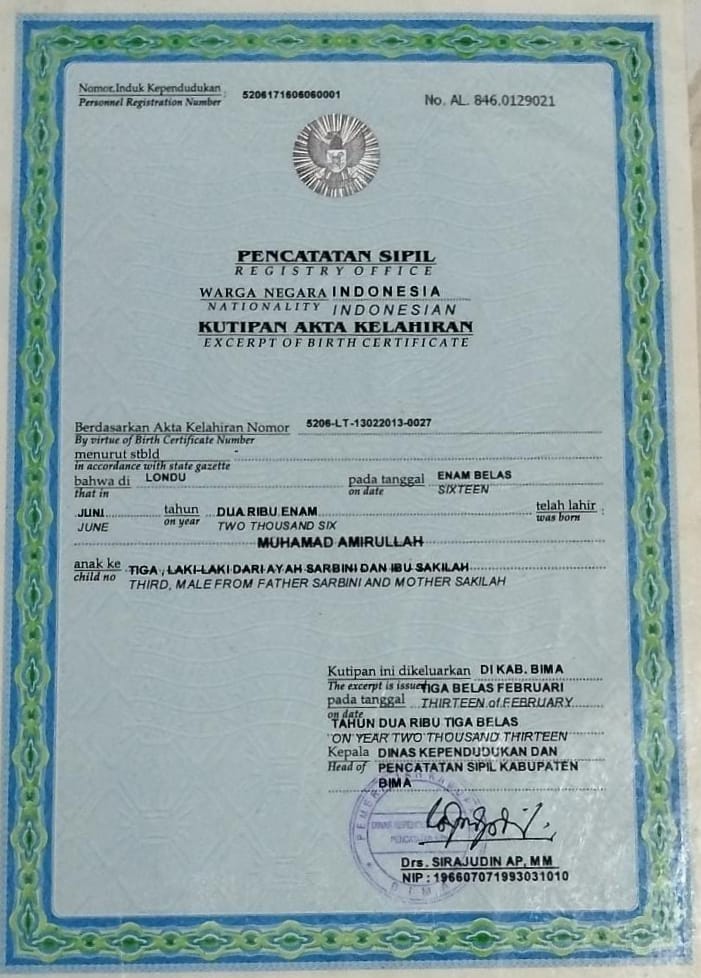 Nomor Induk Kependudukan : 5206171606060001
Personnel Registration Number
No. AL. 846.0129021
PENCATATAN SIPIL
REGISTRY OFFICE
WARGA NEGARA INDONESIA
NATIONALITY INDONESIAN
KUTIPAN AKTA KELAHIRAN
EXCERPT OF BIRTH CERTIFICATE
Berdasarkan Akta Kelahiran Nomor 5206-LT-13022013-0027
By virtue of Birth Certificate Number
menurut stbld -
in accordance with state gazette
bahwa di LONDU pada tanggal ENAM BELAS
that in on date SIXTEEN
JUNI tahun DUA RIBU ENAM telah lahir :
JUNE on year TWO THOUSAND SIX was born
MUHAMAD AMIRULLAH
anak ke TIGA , LAKI-LAKI DARI AYAH SARBINI DAN IBU SAKILAH
child no THIRD, MALE FROM FATHER SARBINI AND MOTHER SAKILAH
Kutipan ini dikeluarkan DI KAB. BIMA
The excerpt is issued TIGA BELAS FEBRUARI
pada tanggal THIRTEEN of FEBRUARY
on date
TAHUN DUA RIBU TIGA BELAS
ON YEAR TWO THOUSAND THIRTEEN
Kepala DINAS KEPENDUDUKAN DAN
Head of PENCATATAN SIPIL KABUPATEN
BIMA
Drs. SIRAJUDIN AP, MM
NIP : 196607071993031010
BIMA